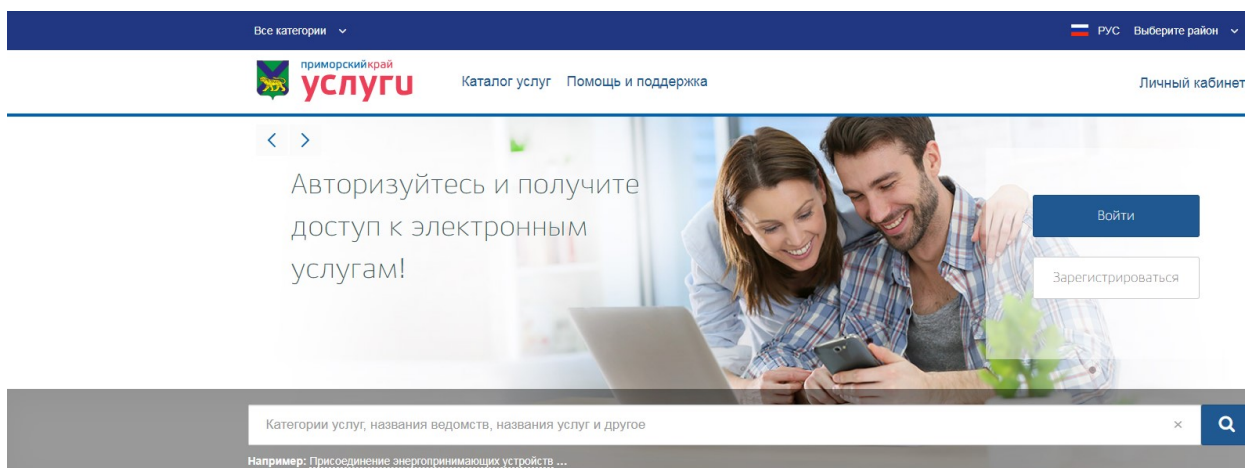 Все категории
РУС Выберите район
приморскийкрай
услуги
Каталог услуг Помощь и поддержка
Личный кабинет
Авторизуйтесь и получите
доступ к электронным
услугам!
Войти
Зарегистрироваться
Категории услуг, названия ведомств, названия услуг и другое
Например: Присоединение энергопринимающих устройств ...